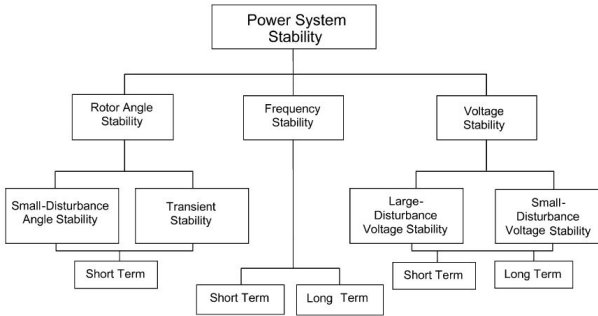 Power System
Stability
Rotor Angle
Stability
Frequency
Stability
Voltage
Stability
Small-Disturbance
Angle Stability
Transient
Stability
Large-
Disturbance
Voltage Stability
Small-
Disturbance
Voltage Stability
Short Term
Short Term
Long Term
Short Term
Long Term